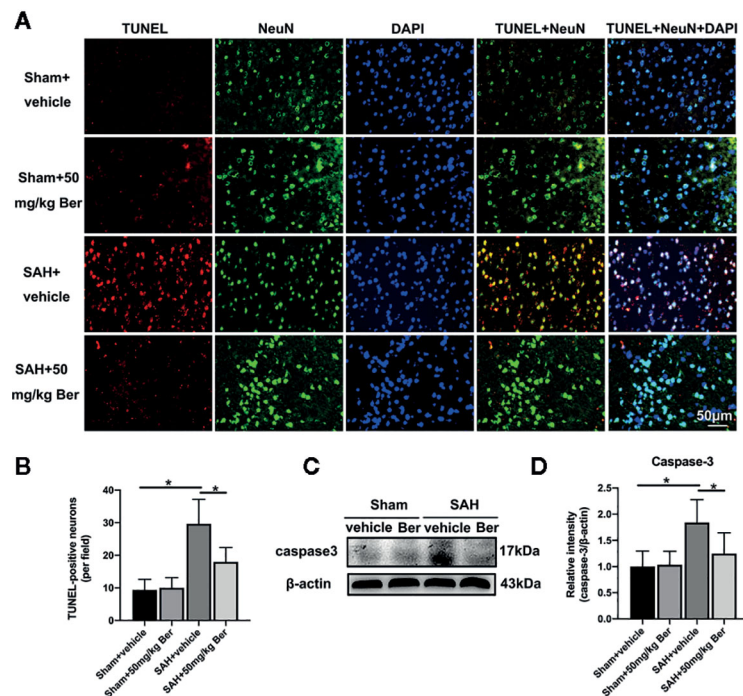 A
TUNEL NeuN DAPI TUNEL+NeuN TUNEL+NeuN+DAPI
Sham+
vehicle
Sham+50
mg/kg Ber
SAH+
vehicle
SAH+50
mg/kg Ber
50μm
B
TUNEL-positive neurons
(per field)
40
30
20
10
0
*
*
Sham+vehicle
Sham+50mg/kg Ber
SAH+vehicle
SAH+50mg/kg Ber
C
Sham SAH
vehicle Ber vehicle Ber
caspase3 17kDa
β-actin 43kDa
D
Caspase-3
Relative intensity
(caspase-3/β-actin)
2.5
2.0
1.5
1.0
0.5
0.0
*
*
Sham+vehicle
Sham+50mg/kg Ber
SAH+vehicle
SAH+50mg/kg Ber